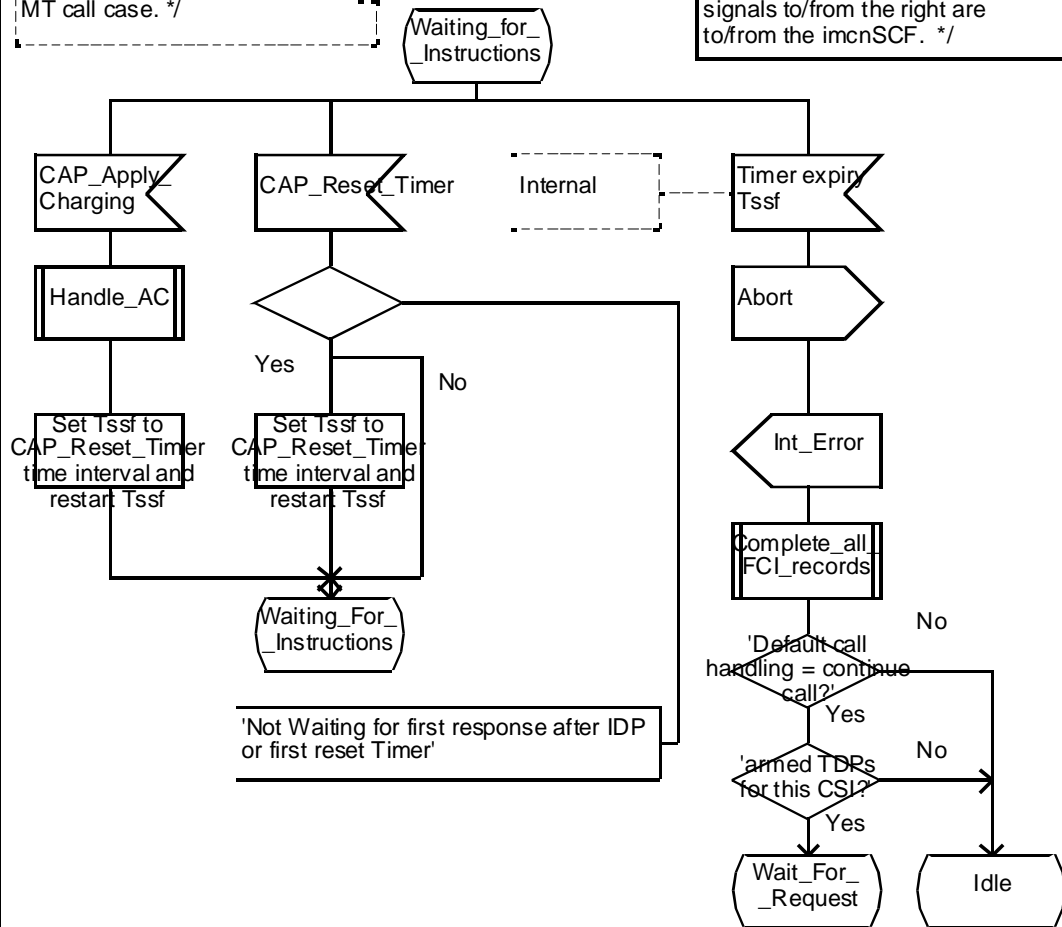 MT call case. */
signals to/from the right are
to/from the imcnSCF.  */
Waiting_for_
_Instructions
CAP_Apply_
Charging
CAP_Reset_Timer
Internal
Timer expiry
Tssf
Handle_AC
Abort
Yes
No
Set Tssf to
CAP_Reset_Timer
time interval and
restart Tssf
Set Tssf to
CAP_Reset_Timer
time interval and
restart Tssf
Int_Error
Complete_all_
FCI_records
Waiting_For_
_Instructions
No
'Default call
handling = continue
call?'
Yes
'Not Waiting for first response after IDP
or first reset Timer'
No
'armed TDPs
for this CSI?'
Yes
Wait_For_
_Request
Idle